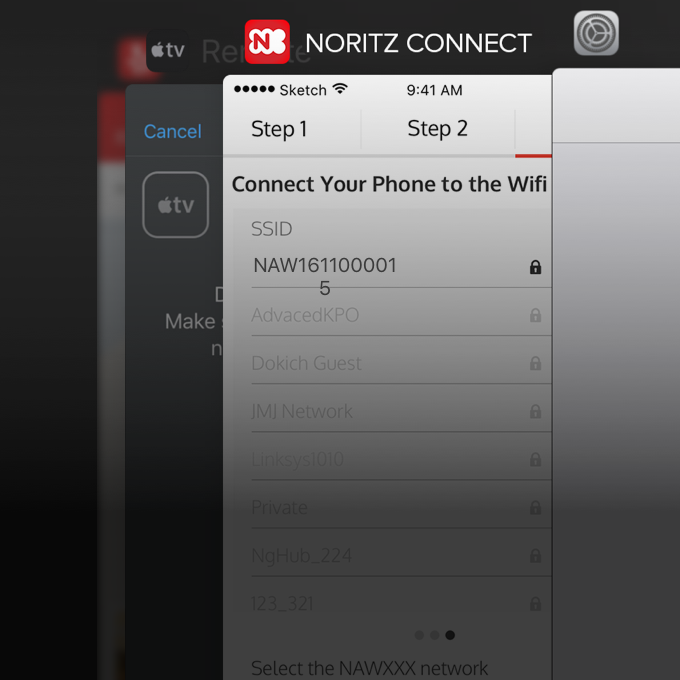 tv
Remote
NORITZ CONNECT
Sketch
9:41 AM
Cancel
Step 1
Step 2
tv
Connect Your Phone to the Wifi
SSID
NAW161100001
5
AdvacedKPO
Make
n
Dokich Guest
JMJ Network
Linksys1010
Private
NgHub_224
123_321
Select the NAWXXX network